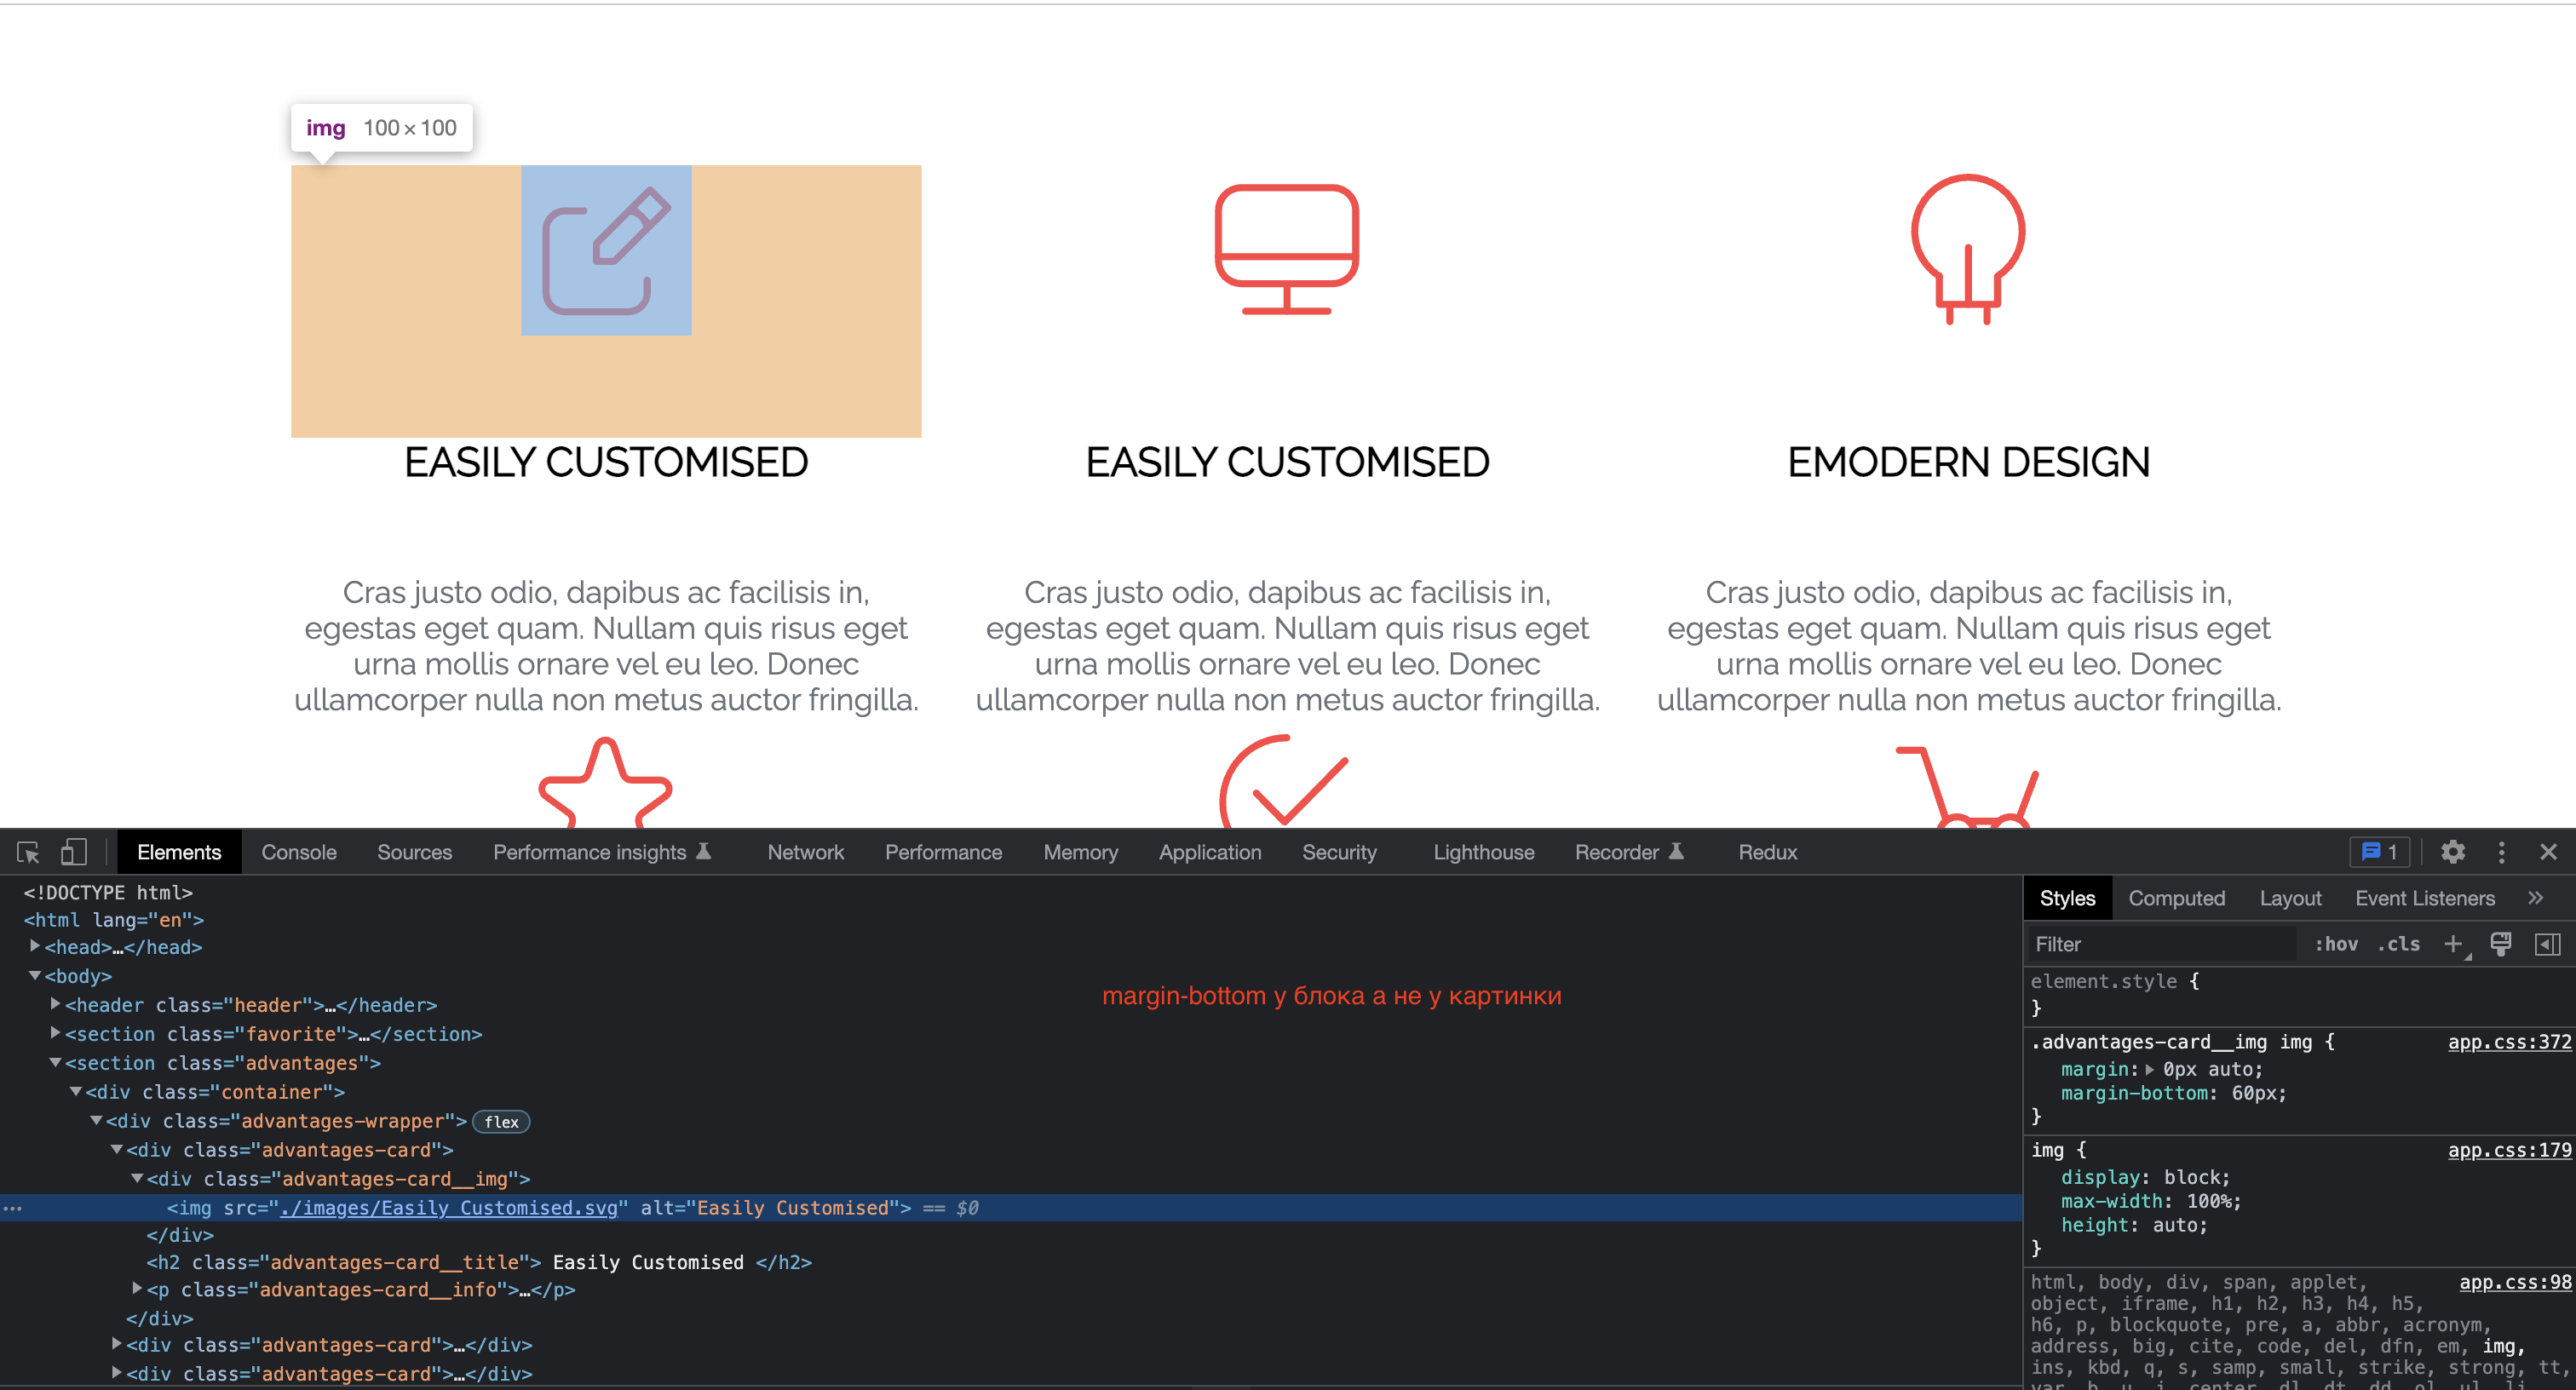 img 100 × 100
EASILY CUSTOMISED
EASILY CUSTOMISED
EMODERN DESIGN
Cras justo odio, dapibus ac facilisis in,
egestas eget quam. Nullam quis risus eget
urna mollis ornare vel eu leo. Donec
ullamcorper nulla non metus auctor fringilla.
Cras justo odio, dapibus ac facilisis in,
egestas eget quam. Nullam quis risus eget
urna mollis ornare vel eu leo. Donec
ullamcorper nulla non metus auctor fringilla.
Cras justo odio, dapibus ac facilisis in,
egestas eget quam. Nullam quis risus eget
urna mollis ornare vel eu leo. Donec
ullamcorper nulla non metus auctor fringilla.
Elements Console Sources Performance insights Network Performance Memory Application Security Lighthouse Recorder Redux 1
<!DOCTYPE html>
<html lang="en">
<head>…</head>
<body>
<header class="header">…</header>
<section class="favorite">…</section>
<section class="advantages">
<div class="container">
<div class="advantages-wrapper"> flex
<div class="advantages-card">
<div class="advantages-card__img">
<img src="./images/Easily Customised.svg" alt="Easily Customised"> == $0
</div>
<h2 class="advantages-card__title"> Easily Customised </h2>
<p class="advantages-card__info">…</p>
</div>
<div class="advantages-card">…</div>
<div class="advantages-card">…</div>
margin-bottom у блока а не у картинки
Styles Computed Layout Event Listeners »
Filter :hov .cls +
element.style {
}
.advantages-card__img img { app.css:372
margin: 0px auto;
margin-bottom: 60px;
}
img { app.css:179
display: block;
max-width: 100%;
height: auto;
}
html, body, div, span, applet, app.css:98
object, iframe, h1, h2, h3, h4, h5,
h6, p, blockquote, pre, a, abbr, acronym,
address, big, cite, code, del, dfn, em, img,
ins, kbd, q, s, samp, small, strike, strong, tt,
var, b, u, i, center, dl, dt, dd, ol, ul, li,